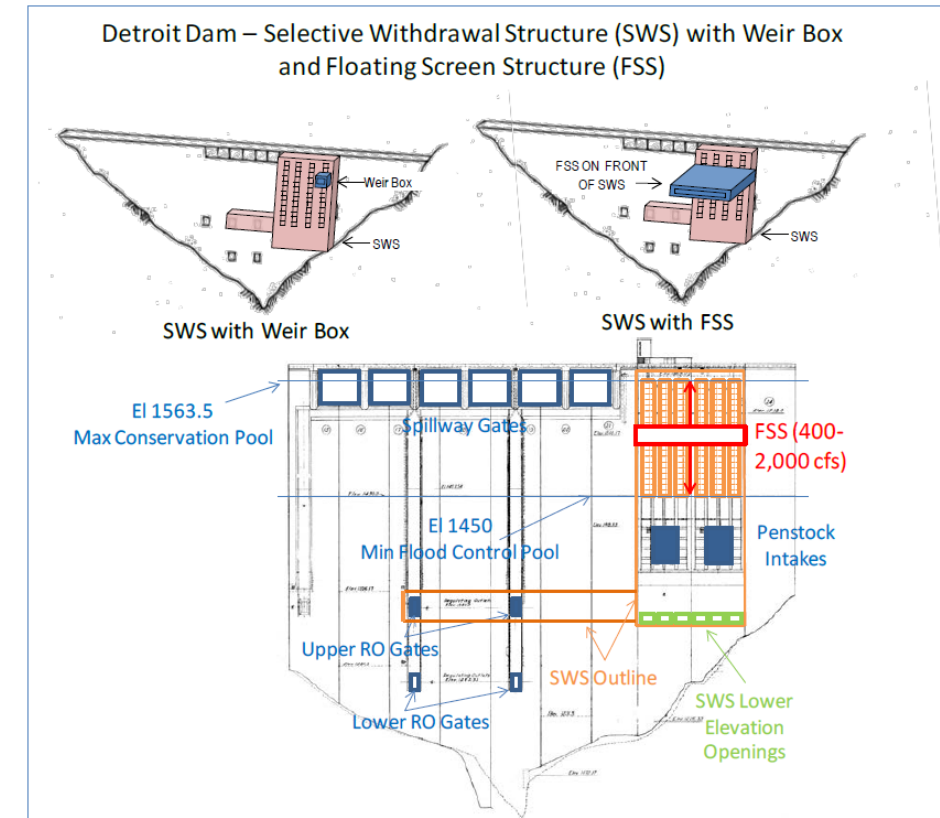 Detroit Dam – Selective Withdrawal Structure (SWS) with Weir Box
and Floating Screen Structure (FSS)
Weir Box
SWS
SWS with Weir Box
FSS ON FRONT
OF SWS
SWS
SWS with FSS
El 1563.5
Max Conservation Pool
Spillway Gates
FSS (400-
2,000 cfs)
El 1450
Min Flood Control Pool
Penstock
Intakes
Upper RO Gates
SWS Outline
Lower RO Gates
SWS Lower
Elevation
Openings